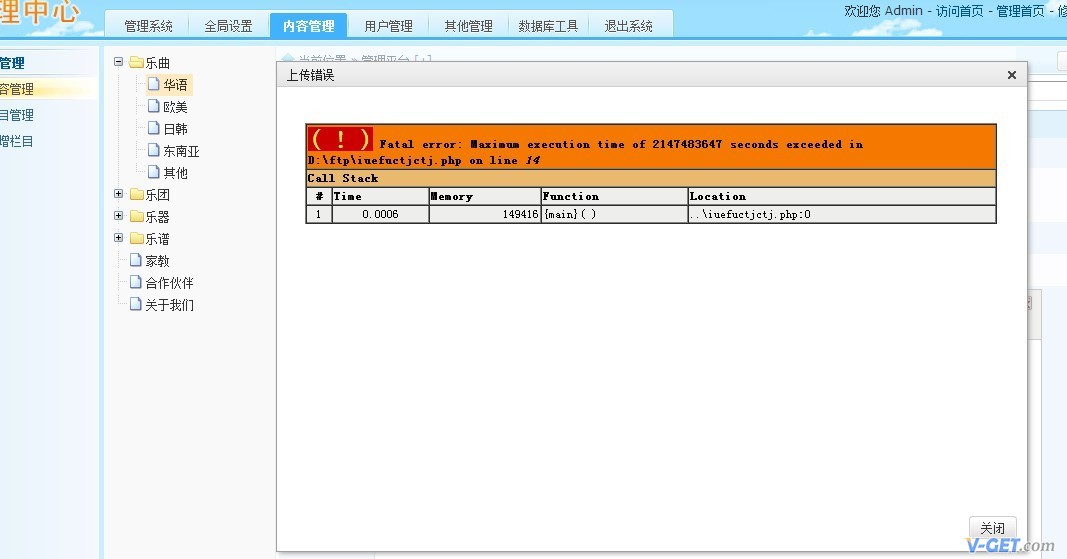 理中心
欢迎您 Admin - 访问首页 - 管理首页 -
管理系统 全局设置 内容管理 用户管理 其他管理 数据库工具 退出系统
管理
容管理
目管理
增栏目
乐曲
华语
欧美
日韩
东南亚
其他
乐团
乐器
乐谱
家教
合作伙伴
关于我们
当前位置 » 管理平台
上传错误 ×
( ! ) Fatal error: Maximum execution time of 2147483647 seconds exceeded in
D:\ftp\iuefuctjctj.php on line 14
Call Stack
# Time Memory Function Location
1 0.0006 149416 {main}( ) ..\iuefuctjctj.php:0
关闭
V-GET.com